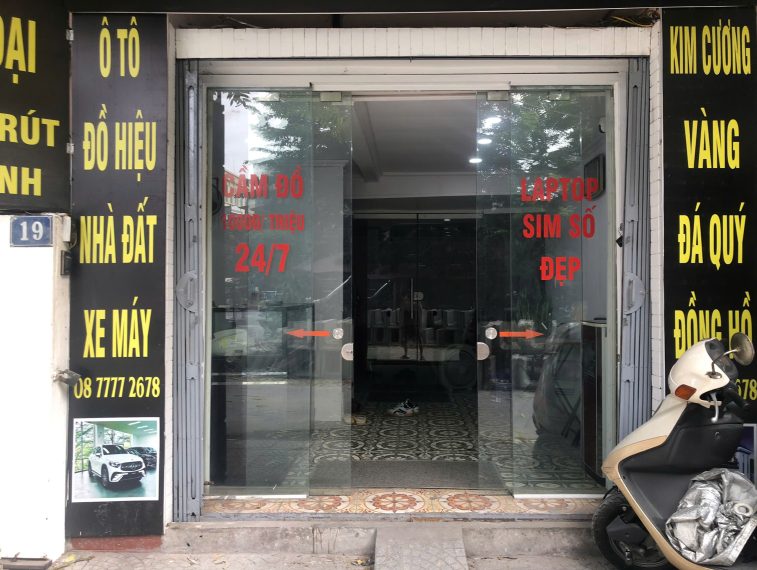 ĐẠI
RÚT
NH
19
Ô TÔ
ĐỒ HIỆU
NHÀ ĐẤT
XE MÁY
08 7777 2678
CẦM ĐỒ
TRIỆU
24/7
LAPTOP
SIM SỐ
ĐẸP
KIM CƯƠNG
VÀNG
ĐÁ QUÝ
ĐỒNG HỒ
678